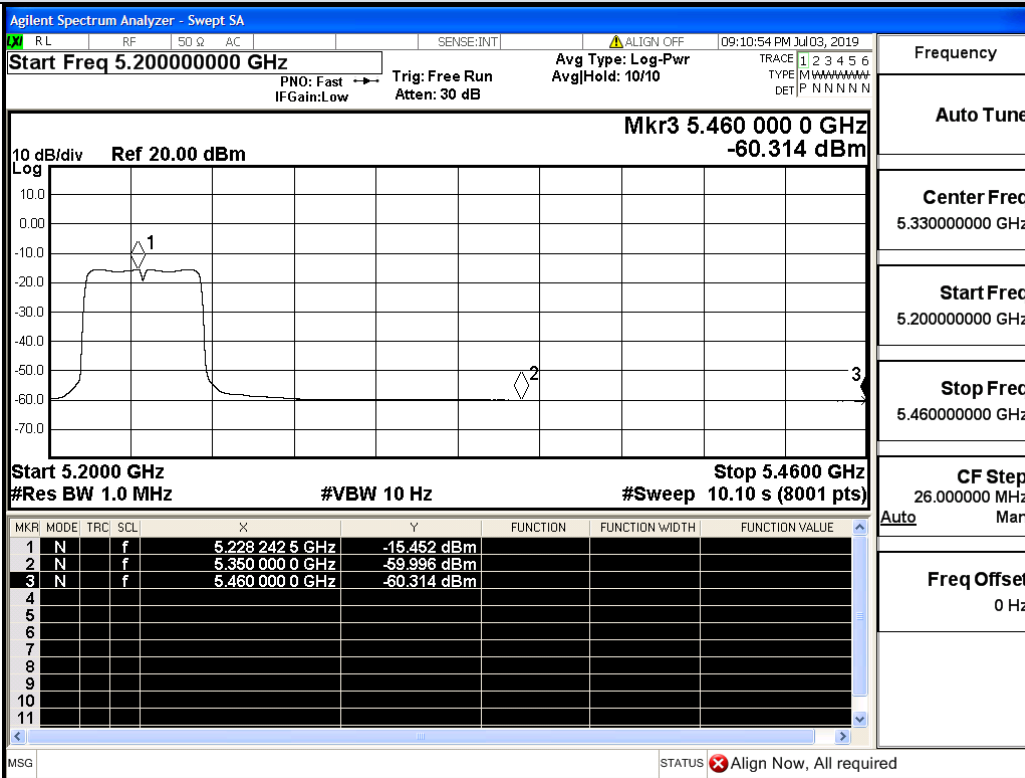 Agilent Spectrum Analyzer - Swept SA
LXI RL RF 50 Ω AC SENSE:INT ALIGN OFF 09:10:54 PM Jul 03, 2019
Start Freq 5.200000000 GHz
PNO: Fast
IFGain:Low
Trig: Free Run
Atten: 30 dB
Avg Type: Log-Pwr
Avg|Hold: 10/10
TRACE 1 2 3 4 5 6
TYPE M WWWWW
DET P N N N N N
Mkr3 5.460 000 0 GHz
-60.314 dBm
10 dB/div Ref 20.00 dBm
Log
10.0
0.00
-10.0
-20.0
-30.0
-40.0
-50.0
-60.0
-70.0
1
2
3
Start 5.2000 GHz Stop 5.4600 GHz
#Res BW 1.0 MHz #VBW 10 Hz #Sweep 10.10 s (8001 pts)
MKR MODE TRC SCL X Y FUNCTION FUNCTION WIDTH FUNCTION VALUE
1 N f 5.228 242 5 GHz -15.452 dBm
2 N f 5.350 000 0 GHz -59.996 dBm
3 N f 5.460 000 0 GHz -60.314 dBm
4
5
6
7
8
9
10
11
MSG STATUS Align Now, All required
Frequency
Auto Tune
Center Freq
5.330000000 GHz
Start Freq
5.200000000 GHz
Stop Freq
5.460000000 GHz
CF Step
26.000000 MHz
Auto Man
Freq Offset
0 Hz